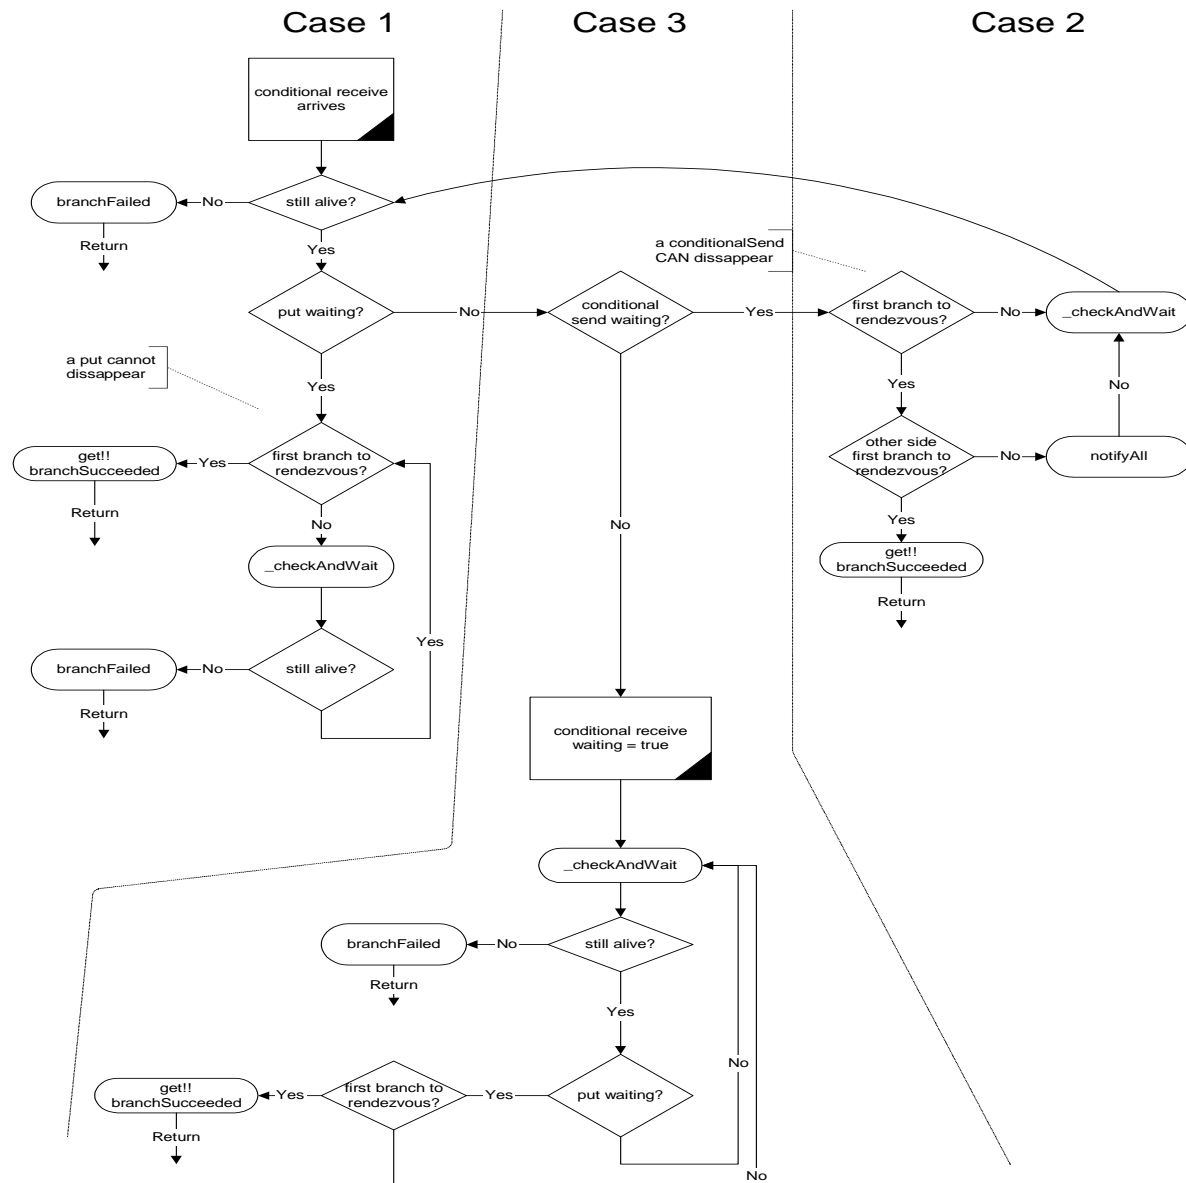 Case 1
Case 3
Case 2
conditional receive
arrives
branchFailed
No
still alive?
Return
Yes
a conditionalSend
CAN dissappear
put waiting?
No
conditional
send waiting?
Yes
first branch to
rendezvous?
No
_checkAndWait
a put cannot
dissappear
Yes
Yes
No
get!!
branchSucceeded
Yes
first branch to
rendezvous?
other side
first branch to
rendezvous?
No
notifyAll
Return
No
No
Yes
_checkAndWait
get!!
branchSucceeded
Return
Yes
branchFailed
No
still alive?
Return
conditional receive
waiting = true
_checkAndWait
branchFailed
No
still alive?
Return
Yes
No
get!!
branchSucceeded
Yes
first branch to
rendezvous?
Yes
put waiting?
Return
No